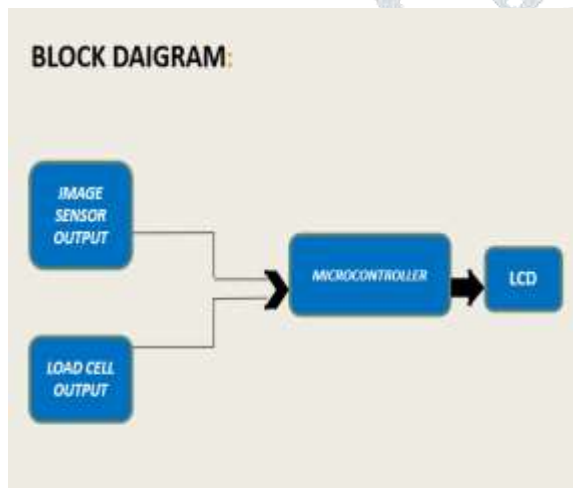 BLOCK DAIGRAM:
IMAGE
SENSOR
OUTPUT
MICROCONTROLLER
LCD
LOAD CELL
OUTPUT